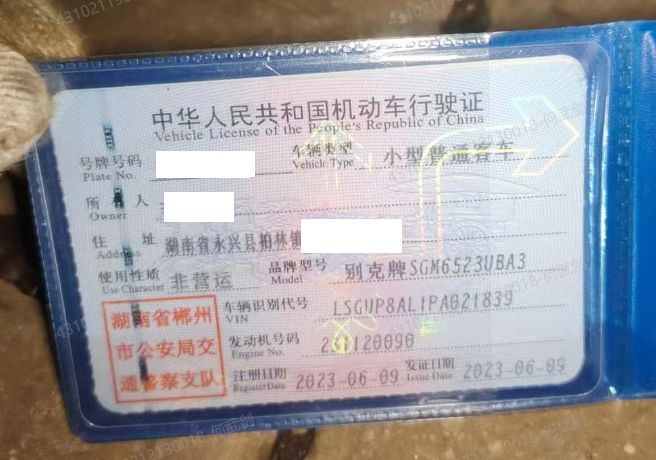 中华人民共和国机动车行驶证
Vehicle License of the People's Republic of China
号牌号码 车辆类型 小型普通客车
Plate No. Vehicle Type
所有人
Owner
住址 湖南省永兴县柏林镇
Address
使用性质 非营运 品牌型号 别克牌SGM6523UBA3
Use Character Model
湖南省郴州
市公安局交
通警察支队
车辆识别代号 LSGUP8AL1PA021839
VIN
发动机号码 120090
Engine No.
注册日期 2023-06-09 发证日期 2023-06-09
Register Date Issue Date